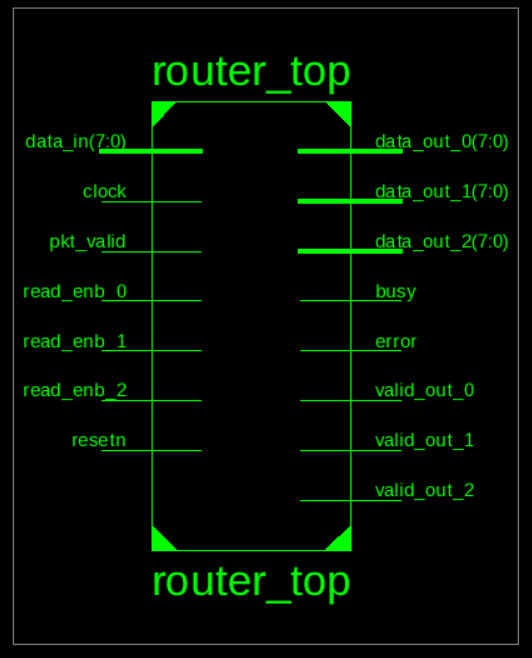 router_top
data_in(7:0)
data_out_0(7:0)
clock
data_out_1(7:0)
pkt_valid
data_out_2(7:0)
read_enb_0
busy
read_enb_1
error
read_enb_2
valid_out_0
resetn
valid_out_1
valid_out_2
router_top